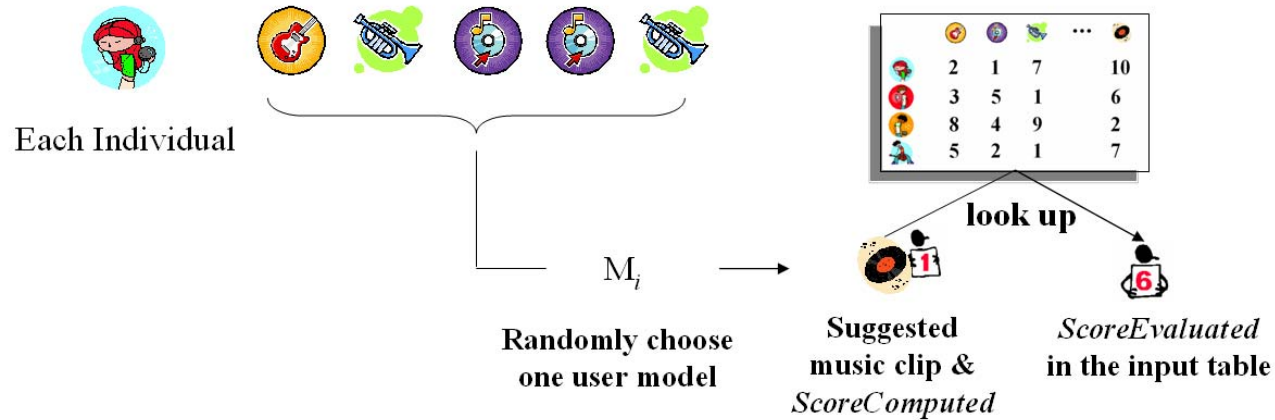 2 1 7 ··· 10
3 5 1 6
8 4 9 2
5 2 1 7
Each Individual
look up
M_i
1
6
Randomly choose
one user model
Suggested
music clip &
ScoreComputed
ScoreEvaluated
in the input table